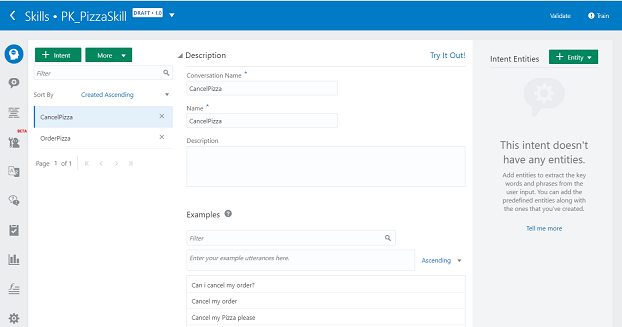 Skills • PK_PizzaSkill DRAFT • 1.0
Validate
Train
+ Intent
More
Filter
Sort By Created Ascending
CancelPizza
OrderPizza
Page 1 of 1
BETA
Description
Try It Out!
Conversation Name *
CancelPizza
Name *
CancelPizza
Description
Examples
Filter
Enter your example utterances here.
Ascending
Can i cancel my order?
Cancel my order
Cancel my Pizza please
Intent Entities
+ Entity
This intent doesn't
have any entities.
Add entities to extract the key
words and phrases from the
user input. You can add the
predefined entities along with
the ones that you've created.
Tell me more